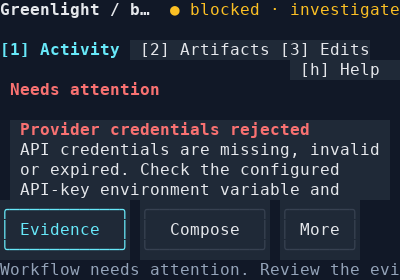 Greenlight / b… ● blocked · investigate
[1] Activity [2] Artifacts [3] Edits
[h] Help
Needs attention
Provider credentials rejected
API credentials are missing, invalid
or expired. Check the configured
API-key environment variable and
Evidence Compose More
Workflow needs attention. Review the evi